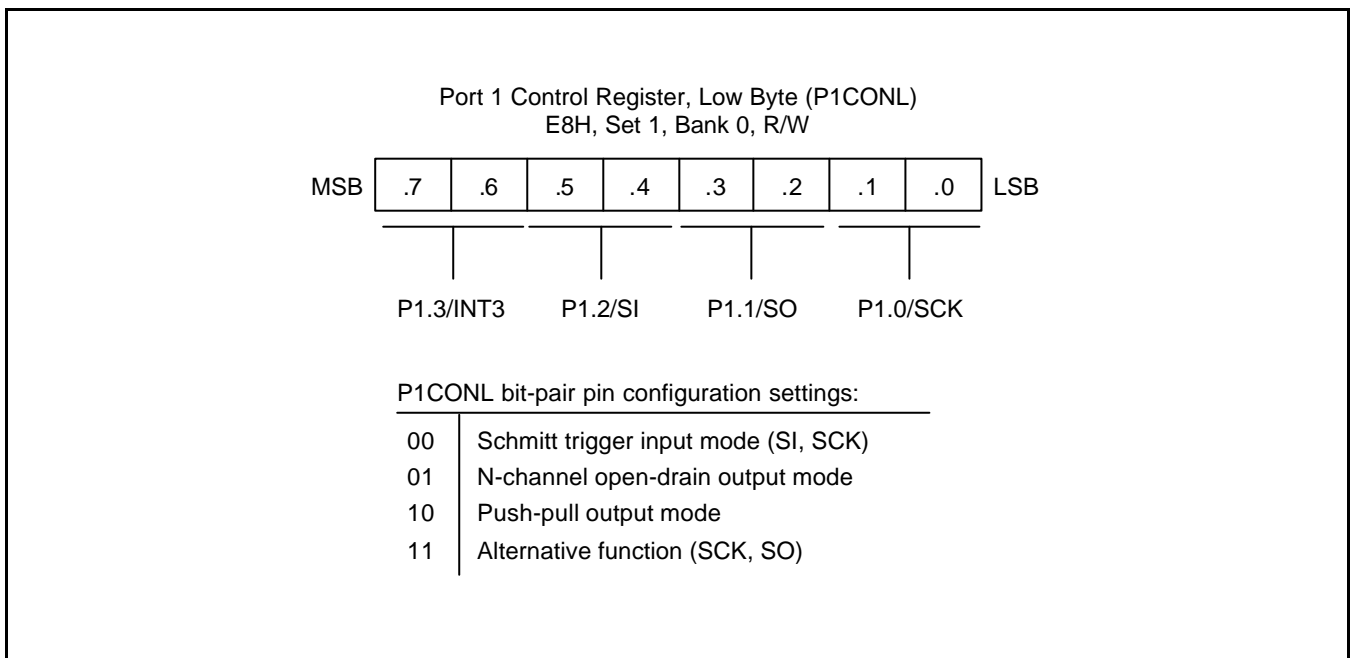 Port 1 Control Register, Low Byte (P1CONL)
E8H, Set 1, Bank 0, R/W
MSB .7 .6 .5 .4 .3 .2 .1 .0 LSB
P1.3/INT3 P1.2/SI P1.1/SO P1.0/SCK
P1CONL bit-pair pin configuration settings:
00 Schmitt trigger input mode (SI, SCK)
01 N-channel open-drain output mode
10 Push-pull output mode
11 Alternative function (SCK, SO)